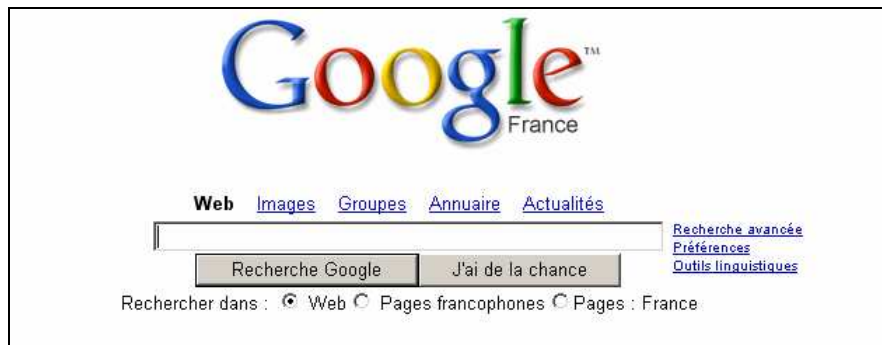 Google™
France
Web Images Groupes Annuaire Actualités
Recherche avancée
Préférences
Outils linguistiques
Recherche Google J'ai de la chance
Rechercher dans : Web Pages francophones Pages : France